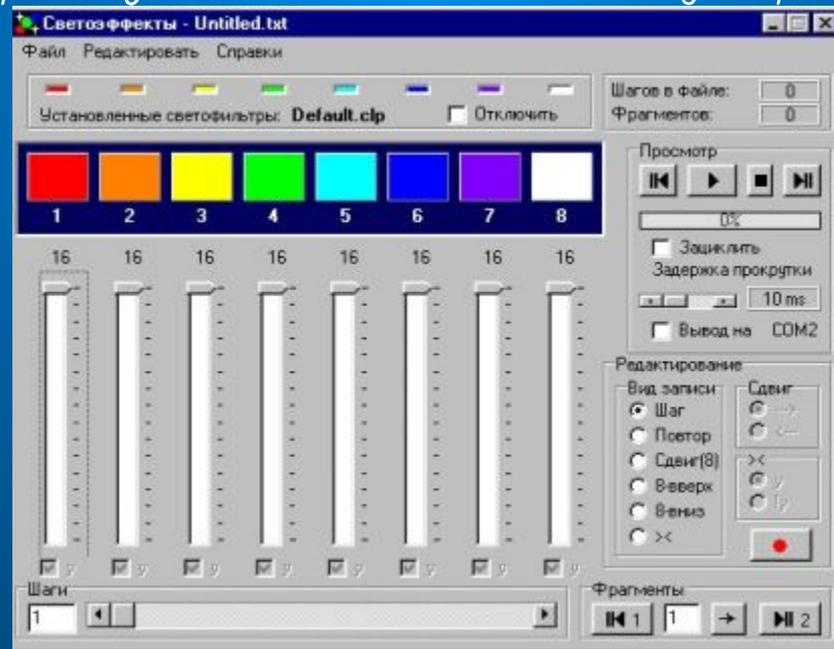 Светоэффекты - Untitled.txt
Файл Редактировать Справки
Установленные светофильтры: Default.clp Отключить
Шагов в файле: 0
Фрагментов: 0
1 2 3 4 5 6 7 8
16 16 16 16 16 16 16 16
у у у у у у у у
Просмотр
0%
Зациклить
Задержка прокрутки
10 ms
Вывод на COM2
Редактирование
Вид записи
Шаг
Повтор
Сдвиг(8)
В-вверх
В-вниз
><
Сдвиг
-->
<--
><
у
Шаги
1
Фрагменты
1 1 2